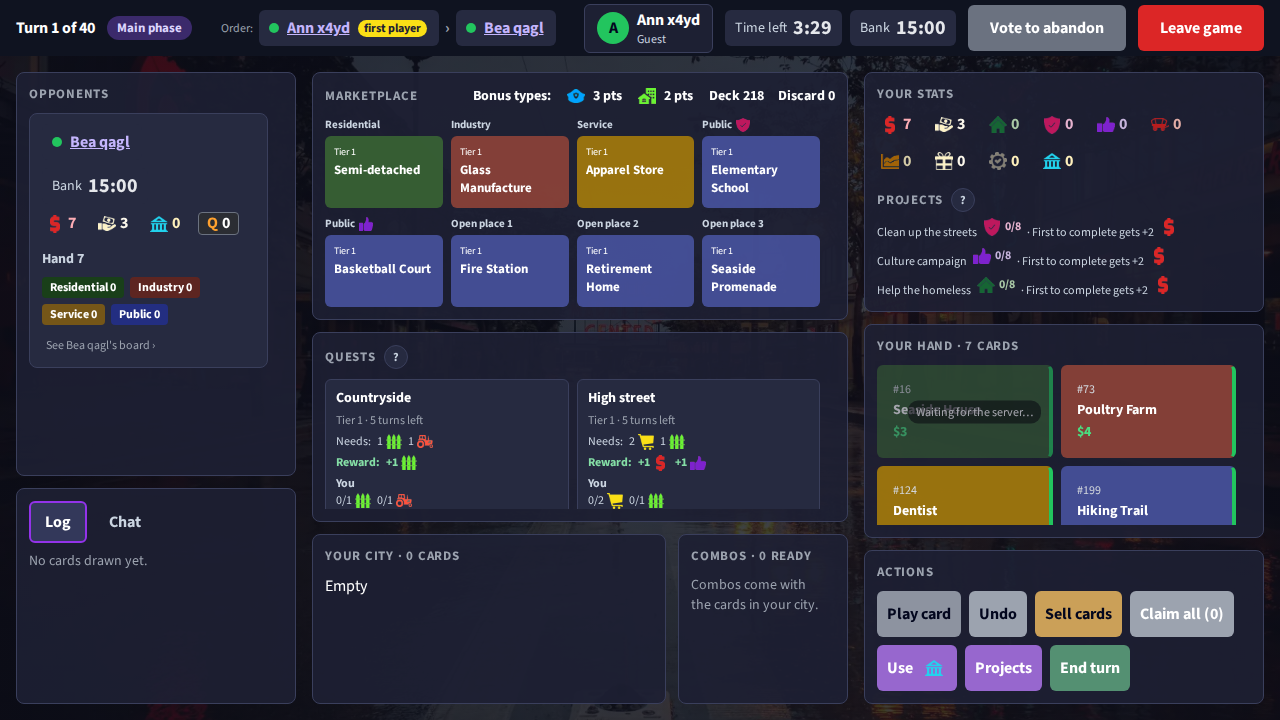 Turn 1 of 40 Main phase Order: Ann x4yd first player › Bea qagl A Ann x4yd Guest Time left 3:29 Bank 15:00 Vote to abandon Leave game
OPPONENTS
Bea qagl
Bank 15:00
7 3 0 Q 0
Hand 7
Residential 0 Industry 0
Service 0 Public 0
See Bea qagl's board ›
Log Chat
No cards drawn yet.
MARKETPLACE Bonus types: 3 pts 2 pts Deck 218 Discard 0
Residential Industry Service Public
Tier 1 Tier 1 Tier 1 Tier 1
Semi-detached Glass Manufacture Apparel Store Elementary School
Public Open place 1 Open place 2 Open place 3
Tier 1 Tier 1 Tier 1 Tier 1
Basketball Court Fire Station Retirement Home Seaside Promenade
QUESTS ?
Countryside
Tier 1 · 5 turns left
Needs: 1 1
Reward: +1
You
0/1 0/1
High street
Tier 1 · 5 turns left
Needs: 2 1
Reward: +1 +1
You
0/2 0/1
YOUR CITY · 0 CARDS
Empty
COMBOS · 0 READY
Combos come with
the cards in your city.
YOUR STATS
7 3 0 0 0 0
0 0 0 0
PROJECTS ?
Clean up the streets 0/8 · First to complete gets +2
Culture campaign 0/8 · First to complete gets +2
Help the homeless 0/8 · First to complete gets +2
YOUR HAND · 7 CARDS
#16
Waiting for the server…
$3
#73
Poultry Farm
$4
#124
Dentist
#199
Hiking Trail
ACTIONS
Play card Undo Sell cards Claim all (0)
Use Projects End turn